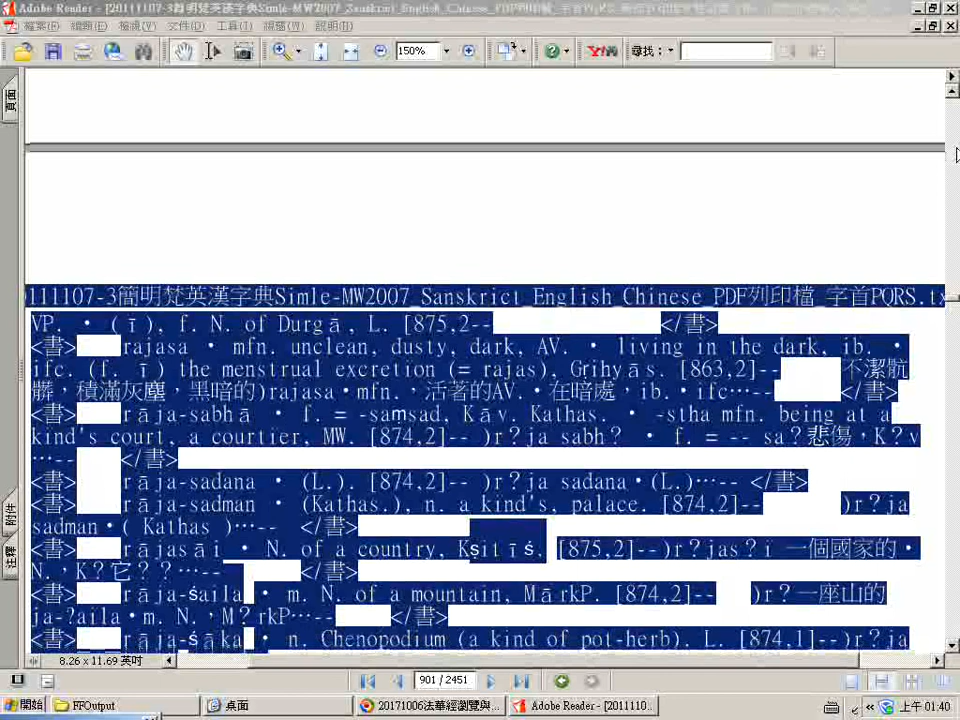 Adobe Reader - [20111107-3簡明梵英漢字典Simle-MW2007_Sanskrict_English_Chinese_PDF列印檔_字首PQRS.
檔案(F) 編輯(E) 檢視(V) 文件(D) 工具(T) 視窗(W) 說明(H)
150% Y! 尋找:
頁面
111107-3簡明梵英漢字典Simle-MW2007_Sanskrict_English_Chinese_PDF列印檔_字首PQRS.tx
VP. • (ī), f. N. of Durgā, L. [875,2-- </書>
<書> rajasa • mfn. unclean, dusty, dark, AV. • living in the dark, ib. •
ifc. (f. ī) the menstrual excretion (= rajas), Gṛihyās. [863,2]-- 不潔骯
髒，積滿灰塵，黑暗的)rajasa•mfn.，活著的AV.•在暗處，ib.•ifc…-- </書>
<書> rāja-sabhā • f. = -saṃsad, Kāv. Kathas. • -stha mfn. being at a
kind's court, a courtier, MW. [874,2]-- )r?ja sabh? • f. = -- sa?悲傷，K?v
…-- </書>
<書> rāja-sadana • (L.). [874,2]-- )r?ja sadana•(L.)…-- </書>
<書> rāja-sadman (Kathas.), n. a kind's, palace. [874,2]-- )r?ja
sadman•( Kathas )…-- </書>
<書> rājasāi • N. of a country, Kṣitīś. [875,2]--)r?jas?i 一個國家的•
N.，K?它??…-- </書>
<書> rāja-śaila • m. N. of a mountain, MārkP. [874,2]-- )r?一座山的
ja-?aila•m. N.，M?rkP…-- </書>
<書> rāja-śāka • n. Chenopodium (a kind of pot-herb). L. [874,1]--)r?ja
附件
注釋
8.26 x 11.69 英吋
901 / 2451
開始 FFOutput 桌面 20171006法華經瀏覽與... Adobe Reader - [2011110... 上午 01:40